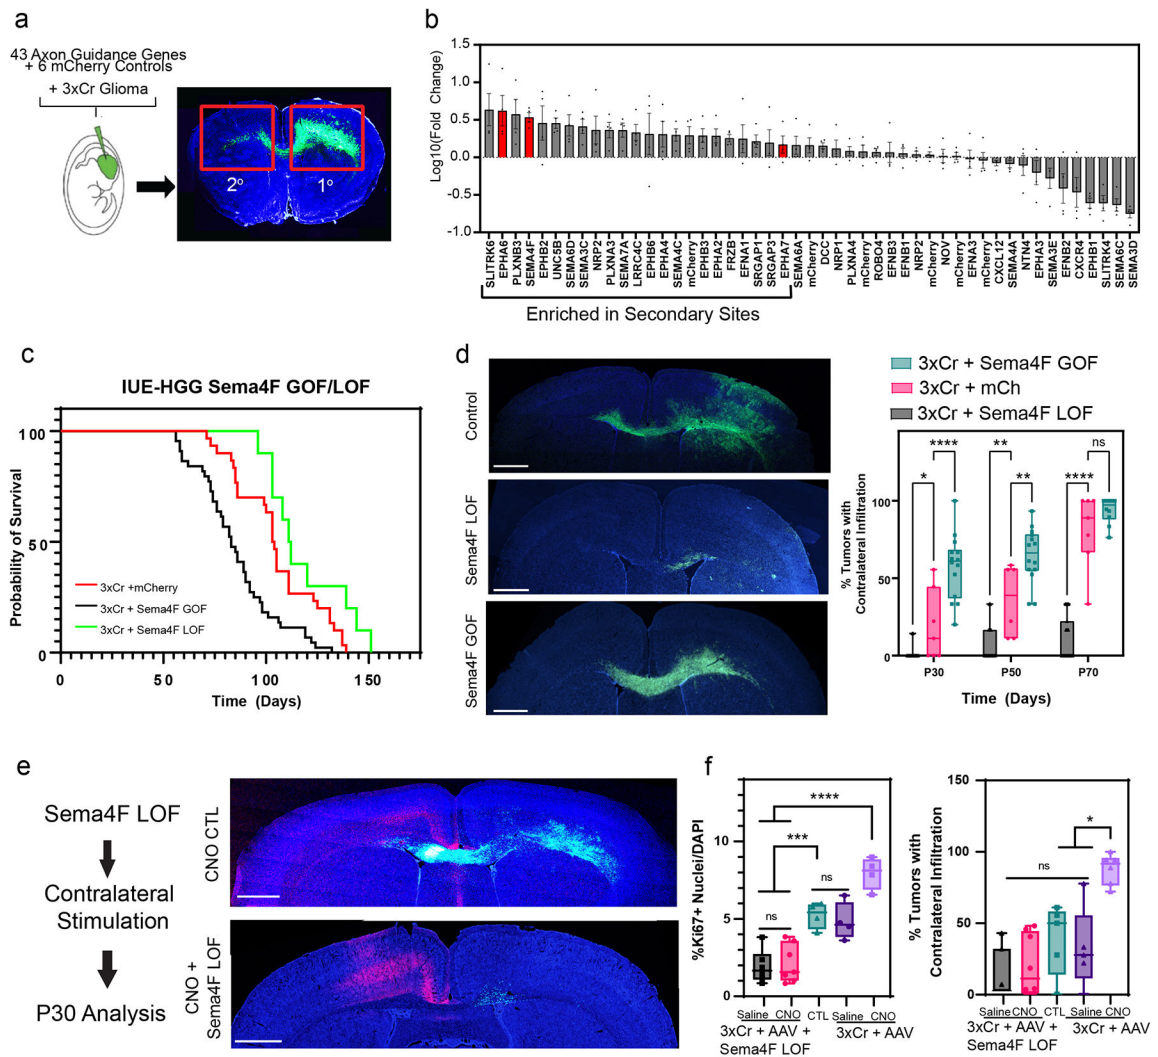 a
43 Axon Guidance Genes
+ 6 mCherry Controls
+ 3xCr Glioma
2º
1º
b
Log10(Fold Change)
1.5
1.0
0.5
0.0
-0.5
-1.0
SLITRK6
EPHA6
PLXNB3
SEMA4F
EPHB2
UNC5B
SEMA6D
SEMA3C
NRP2
PLXNA3
SEMA7A
LRRC4C
EPHB6
EPHA4
SEMA4C
mCherry
EPHB3
EPHA2
FRZB
EFNA1
SRGAP1
SRGAP3
EPHA7
SEMA6A
mCherry
DCC
NRP1
PLXNA4
mCherry
ROBO4
EFNB3
EFNB1
NRP2
mCherry
NOV
mCherry
EFNA3
mCherry
CXCL12
SEMA4A
NTN4
EPHA3
SEMA3E
EFNB2
CXCR4
EPHB1
SLITRK4
SEMA6C
SEMA3D
Enriched in Secondary Sites
c
IUE-HGG Sema4F GOF/LOF
Probability of Survival
100
50
0
3xCr +mCherry
3xCr + Sema4F GOF
3xCr + Sema4F LOF
0
50
100
150
Time (Days)
d
Control
Sema4F LOF
Sema4F GOF
3xCr + Sema4F GOF
3xCr + mCh
3xCr + Sema4F LOF
% Tumors with
Contralateral Infiltration
100
50
0
*
****
**
**
****
ns
P30
P50
P70
Time (Days)
e
Sema4F LOF
Contralateral
Stimulation
P30 Analysis
CNO CTL
CNO +
Sema4F LOF
f
%Ki67+ Nuclei/DAPI
10
5
0
****
***
ns
ns
Saline
CNO
CTL
Saline
CNO
3xCr + AAV +
Sema4F LOF
3xCr + AAV
% Tumors with
Contralateral Infiltration
150
100
50
0
*
ns
Saline
CNO
CTL
Saline
CNO
3xCr + AAV +
Sema4F LOF
3xCr + AAV